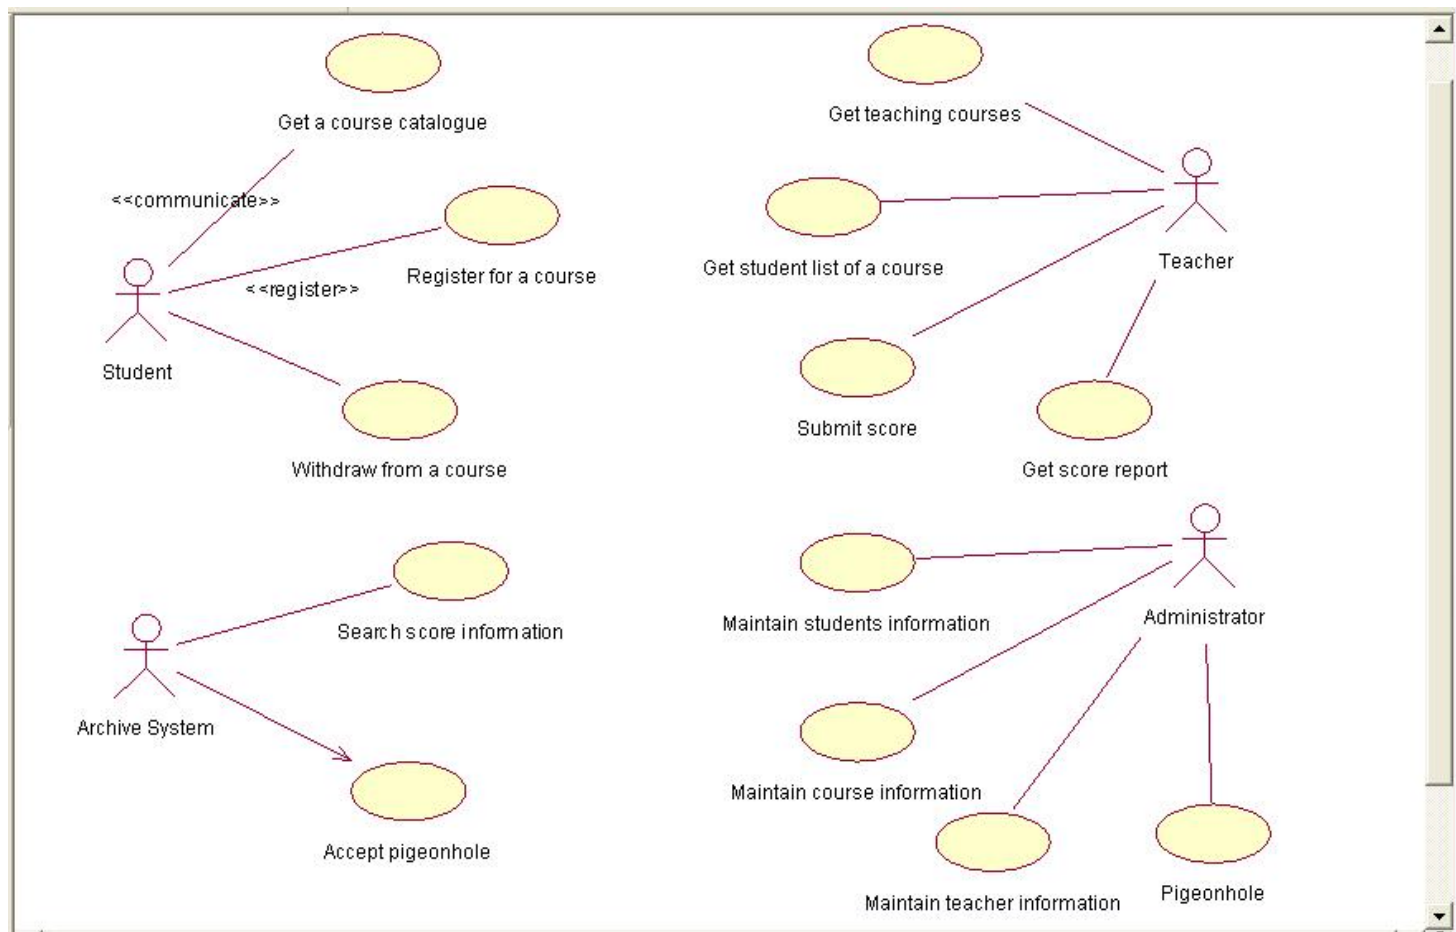 Get a course catalogue
<<communicate>>
Register for a course
<<register>>
Student
Withdraw from a course
Get teaching courses
Teacher
Get student list of a course
Submit score
Get score report
Search score information
Archive System
Accept pigeonhole
Administrator
Maintain students information
Maintain course information
Maintain teacher information
Pigeonhole